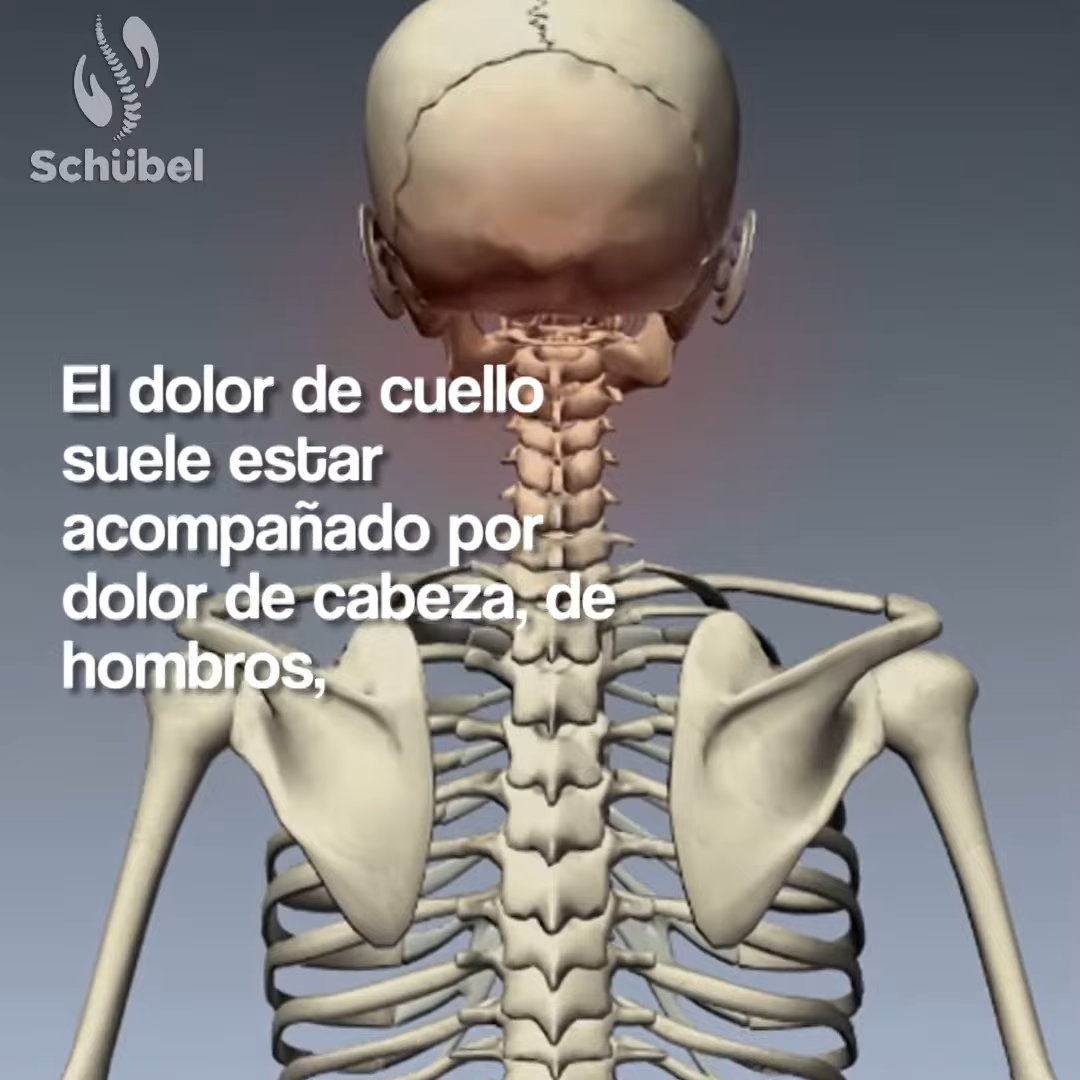 Schübel
El dolor de cuello
suele estar
acompañado por
dolor de cabeza, de
hombros,